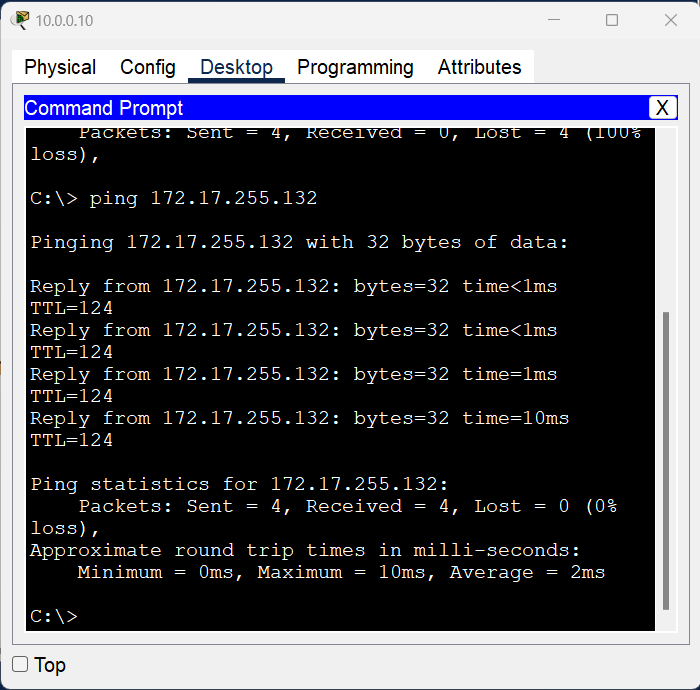 10.0.0.10
Physical Config Desktop Programming Attributes
Command Prompt X
Packets: Sent = 4, Received = 0, Lost = 4 (100%
loss),
C:\> ping 172.17.255.132
Pinging 172.17.255.132 with 32 bytes of data:
Reply from 172.17.255.132: bytes=32 time<1ms
TTL=124
Reply from 172.17.255.132: bytes=32 time<1ms
TTL=124
Reply from 172.17.255.132: bytes=32 time=1ms
TTL=124
Reply from 172.17.255.132: bytes=32 time=10ms
TTL=124
Ping statistics for 172.17.255.132:
Packets: Sent = 4, Received = 4, Lost = 0 (0%
loss),
Approximate round trip times in milli-seconds:
Minimum = 0ms, Maximum = 10ms, Average = 2ms
C:\>
Top